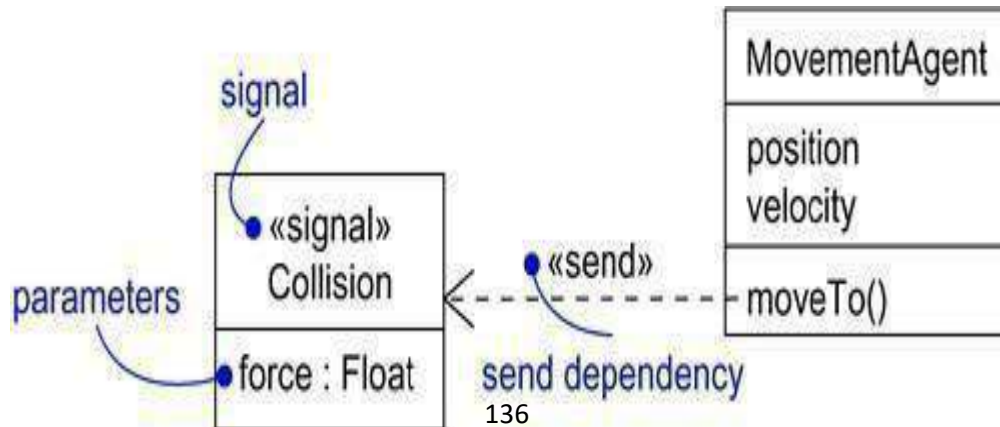 signal
«signal»
Collision
parameters
force : Float
«send»
send dependency
MovementAgent
position
velocity
moveTo()
136